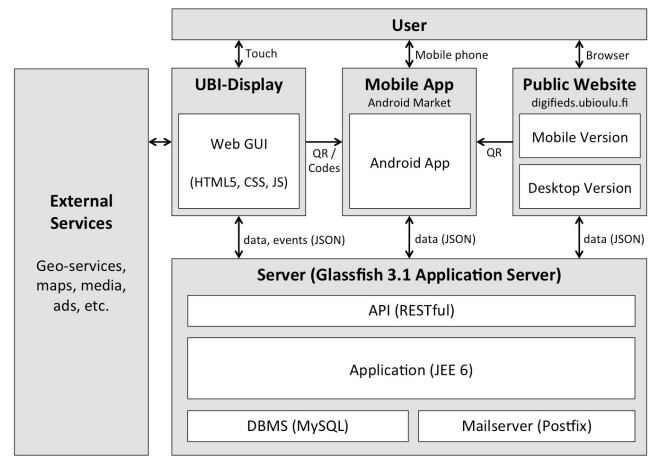 User
Touch
Mobile phone
Browser
UBI-Display
Mobile App
Android Market
Public Website
digifieds.ubioulu.fi
Web GUI
(HTML5, CSS, JS)
QR /
Codes
Android App
QR
Mobile Version
Desktop Version
External
Services
Geo-services,
maps, media,
ads, etc.
data, events (JSON)
data (JSON)
data (JSON)
Server (Glassfish 3.1 Application Server)
API (RESTful)
Application (JEE 6)
DBMS (MySQL)
Mailserver (Postfix)